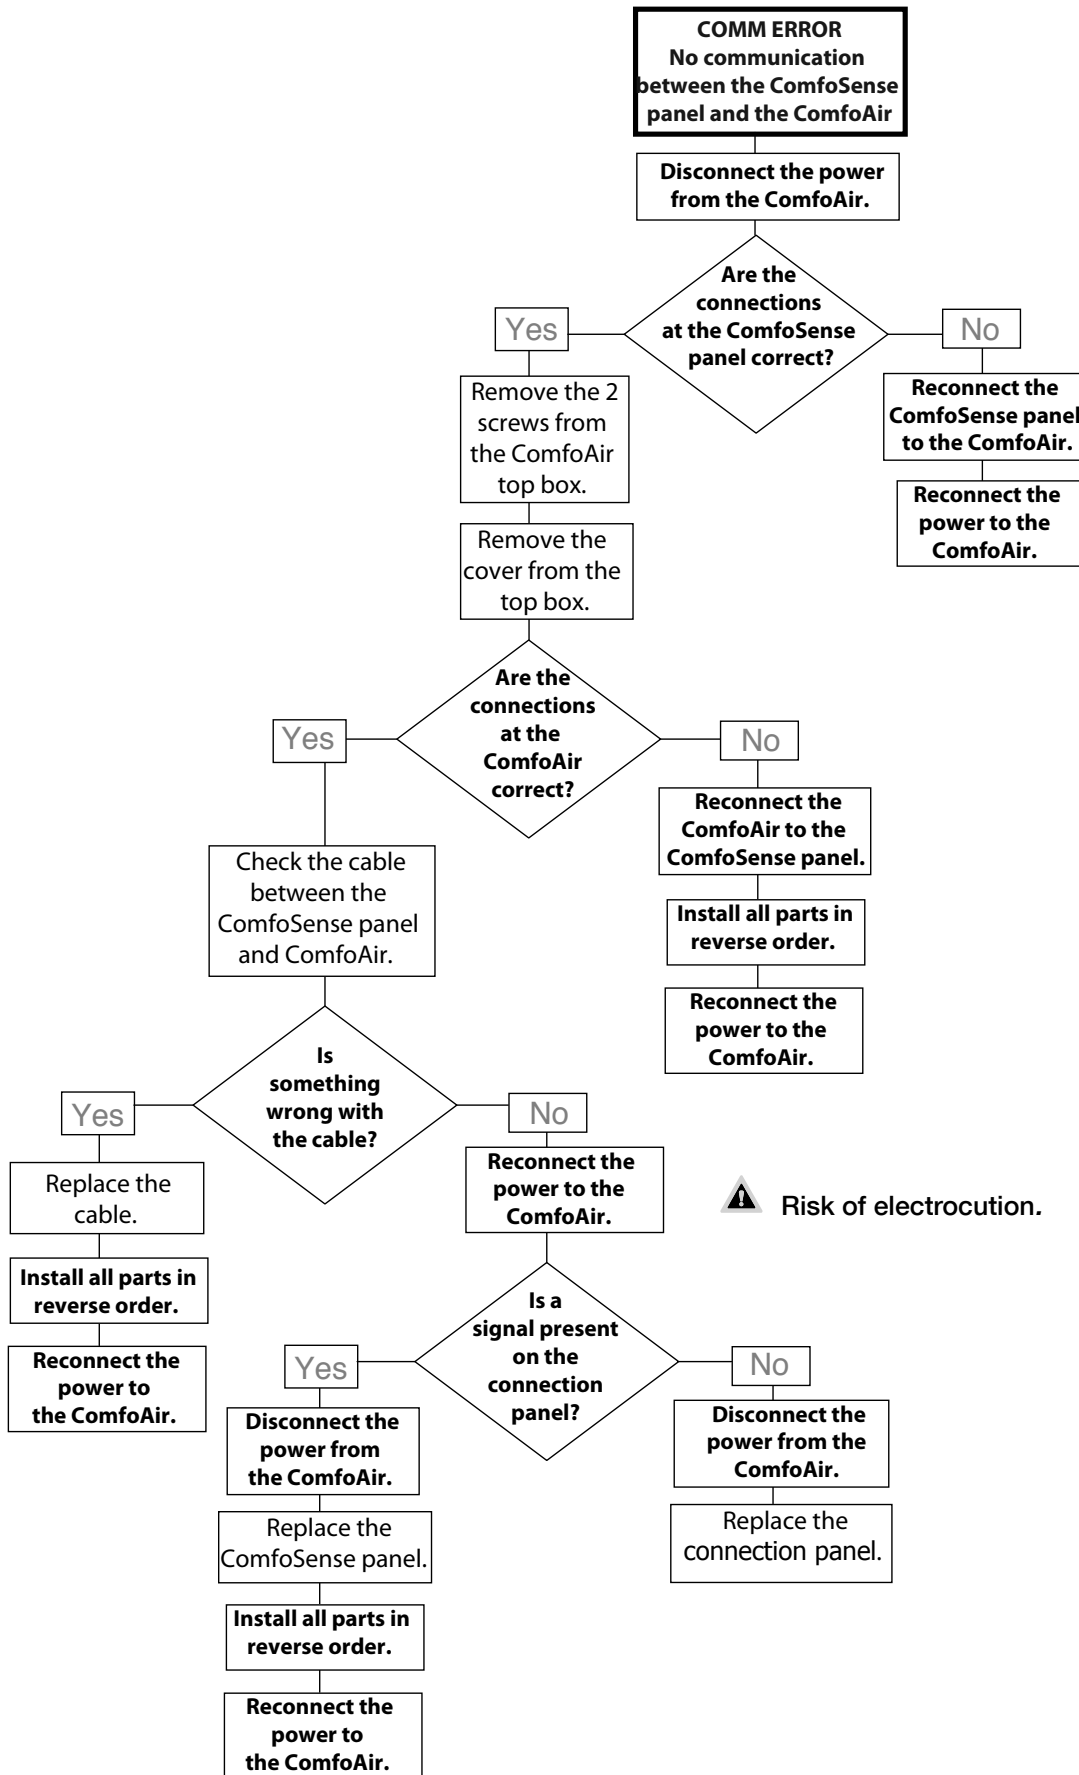 COMM ERROR
No communication
between the ComfoSense
panel and the ComfoAir
Disconnect the power
from the ComfoAir.
Are the
connections
at the ComfoSense
panel correct?
Yes
No
Remove the 2
screws from
the ComfoAir
top box.
Reconnect the
ComfoSense panel
to the ComfoAir.
Reconnect the
power to the
ComfoAir.
Remove the
cover from the
top box.
Are the
connections
at the
ComfoAir
correct?
Yes
No
Reconnect the
ComfoAir to the
ComfoSense panel.
Install all parts in
reverse order.
Reconnect the
power to the
ComfoAir.
Check the cable
between the
ComfoSense panel
and ComfoAir.
Is
something
wrong with
the cable?
Yes
No
Replace the
cable.
Install all parts in
reverse order.
Reconnect the
power to
the ComfoAir.
Reconnect the
power to the
ComfoAir.
Risk of electrocution.
Is a
signal present
on the
connection
panel?
Yes
No
Disconnect the
power from
the ComfoAir.
Replace the
ComfoSense panel.
Install all parts in
reverse order.
Reconnect the
power to
the ComfoAir.
Disconnect the
power from the
ComfoAir.
Replace the
connection panel.